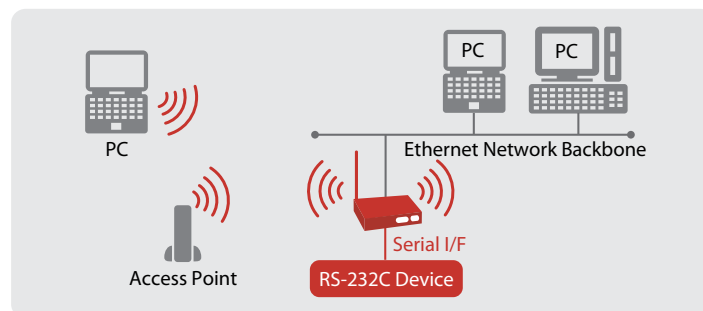 PC
PC
PC
Ethernet Network Backbone
Serial I/F
Access Point
RS-232C Device